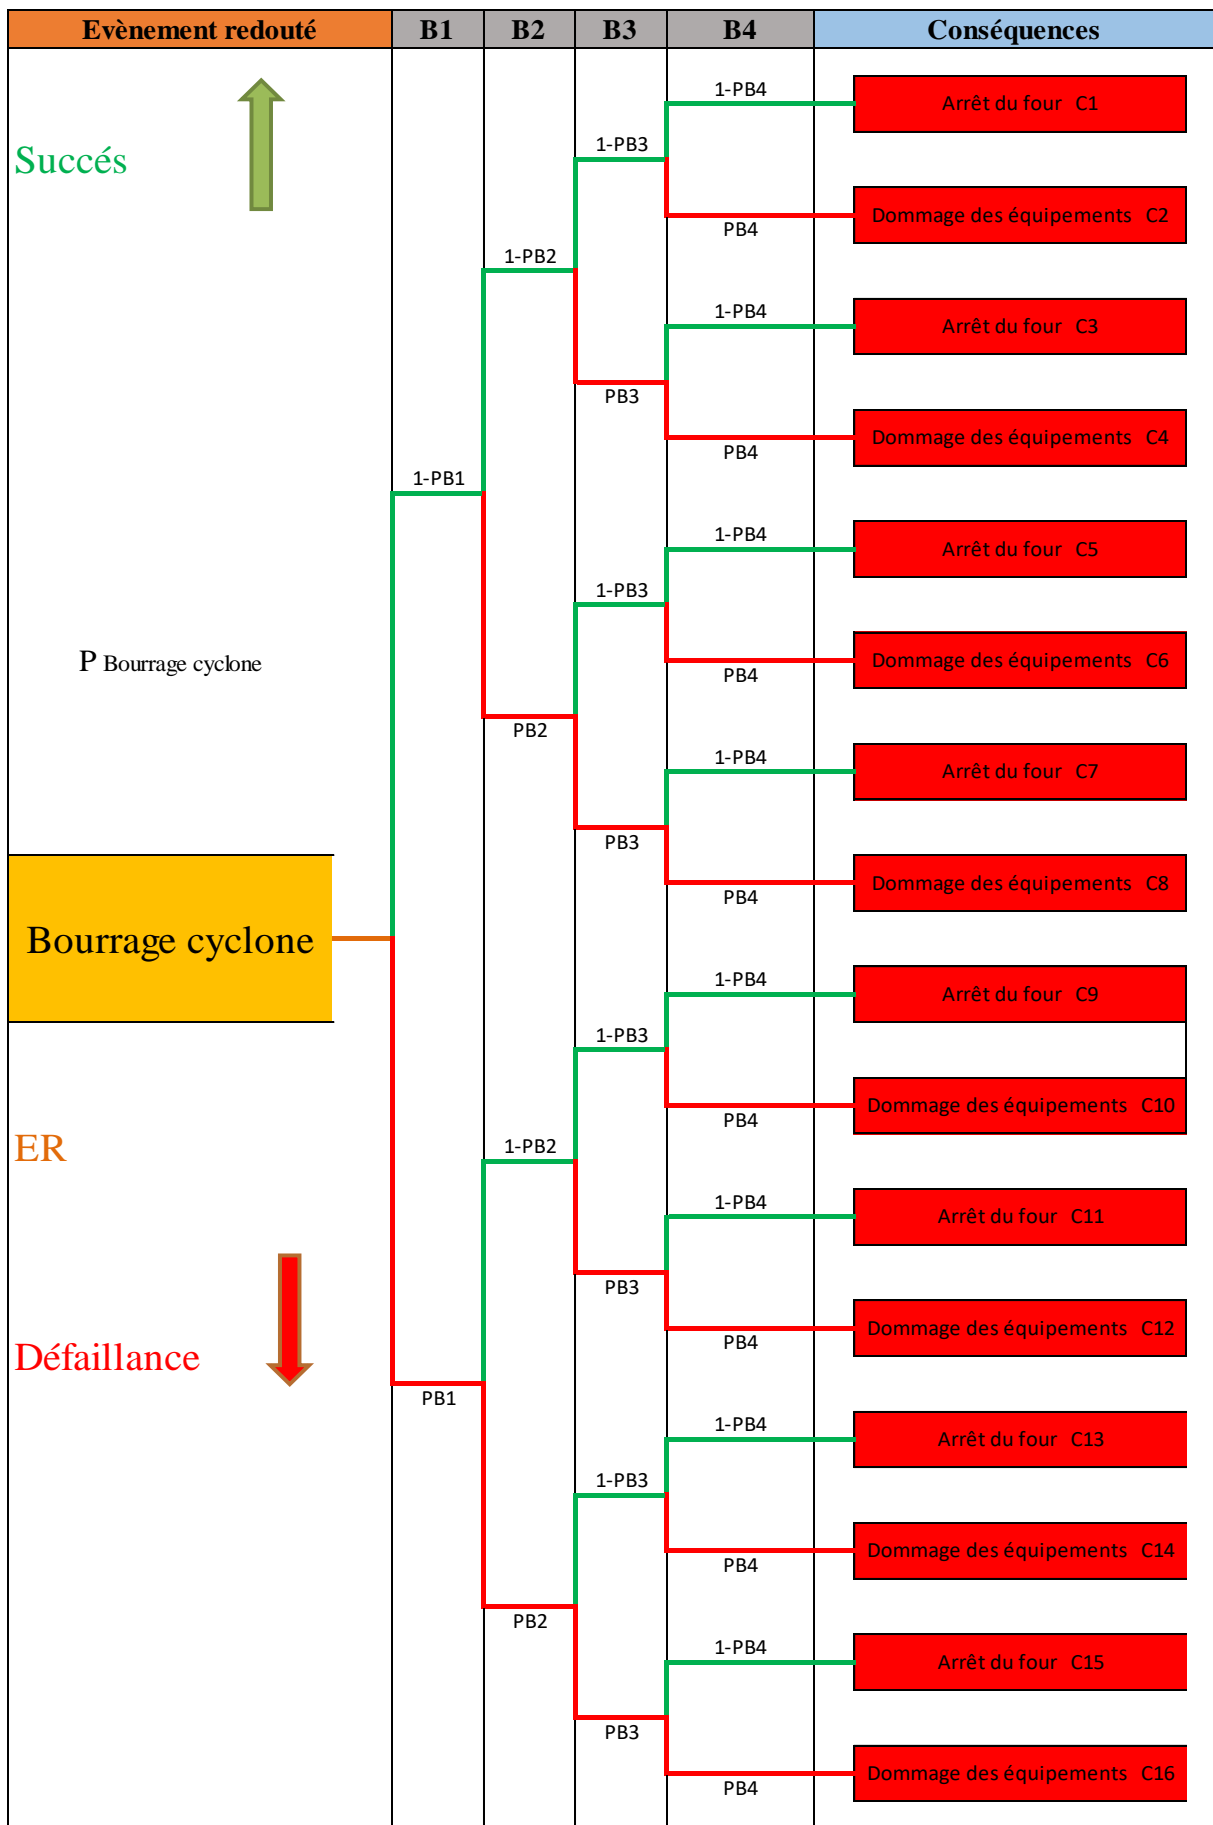 Evènement redouté B1 B2 B3 B4 Conséquences
1-PB4
Arrêt du four C1
1-PB3
Succés
Dommage des équipements C2
PB4
1-PB2
1-PB4
Arrêt du four C3
PB3
Dommage des équipements C4
PB4
1-PB1
1-PB4
Arrêt du four C5
1-PB3
P Bourrage cyclone
Dommage des équipements C6
PB4
PB2
1-PB4
Arrêt du four C7
PB3
Dommage des équipements C8
PB4
Bourrage cyclone
1-PB4
Arrêt du four C9
1-PB3
Dommage des équipements C10
PB4
ER
1-PB2
1-PB4
Arrêt du four C11
PB3
Dommage des équipements C12
PB4
Défaillance
PB1
1-PB4
Arrêt du four C13
1-PB3
Dommage des équipements C14
PB4
PB2
1-PB4
Arrêt du four C15
PB3
Dommage des équipements C16
PB4